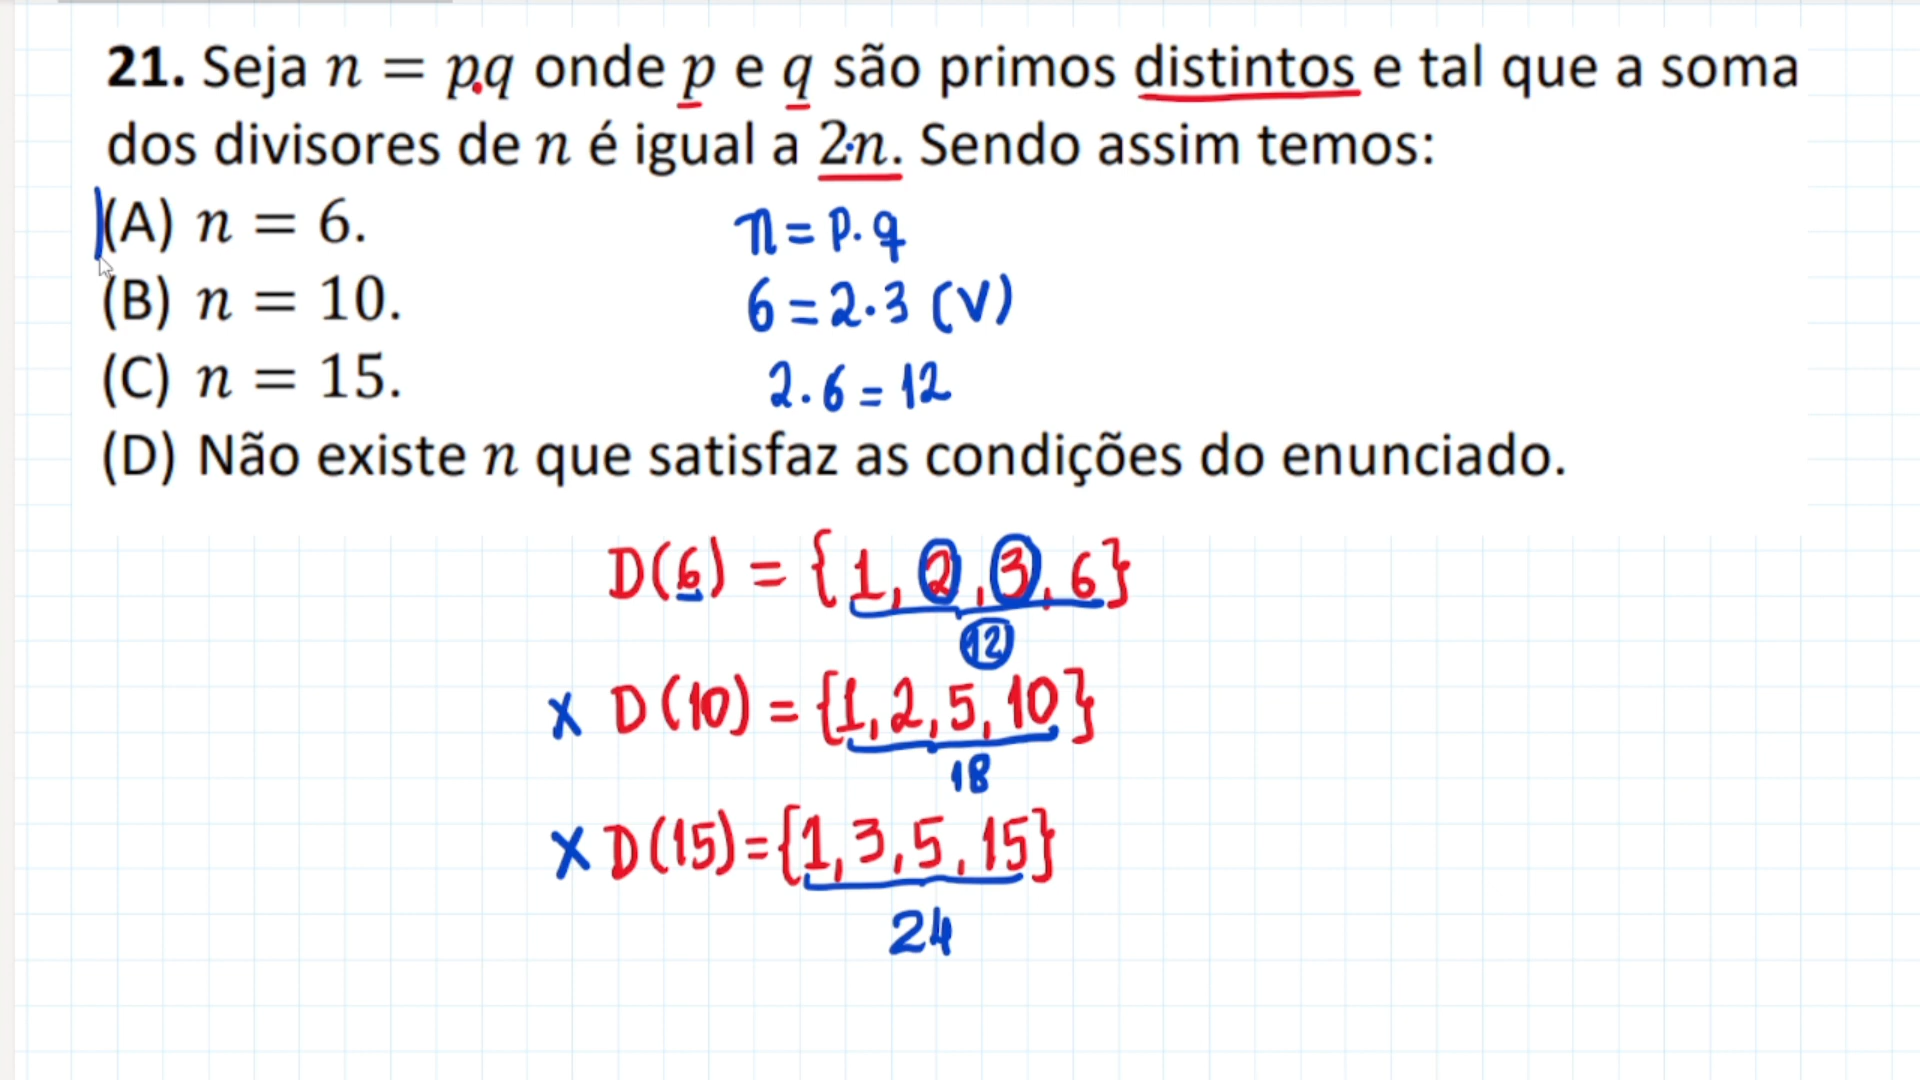 21. Seja n = p.q onde p e q são primos distintos e tal que a soma
dos divisores de n é igual a 2·n. Sendo assim temos:
(A) n = 6.
(B) n = 10.
(C) n = 15.
(D) Não existe n que satisfaz as condições do enunciado.
n = p.q
6 = 2.3 (V)
2.6 = 12
D(6) = {1, 2, 3, 6}
12
x D(10) = {1, 2, 5, 10}
18
x D(15) = {1, 3, 5, 15}
24